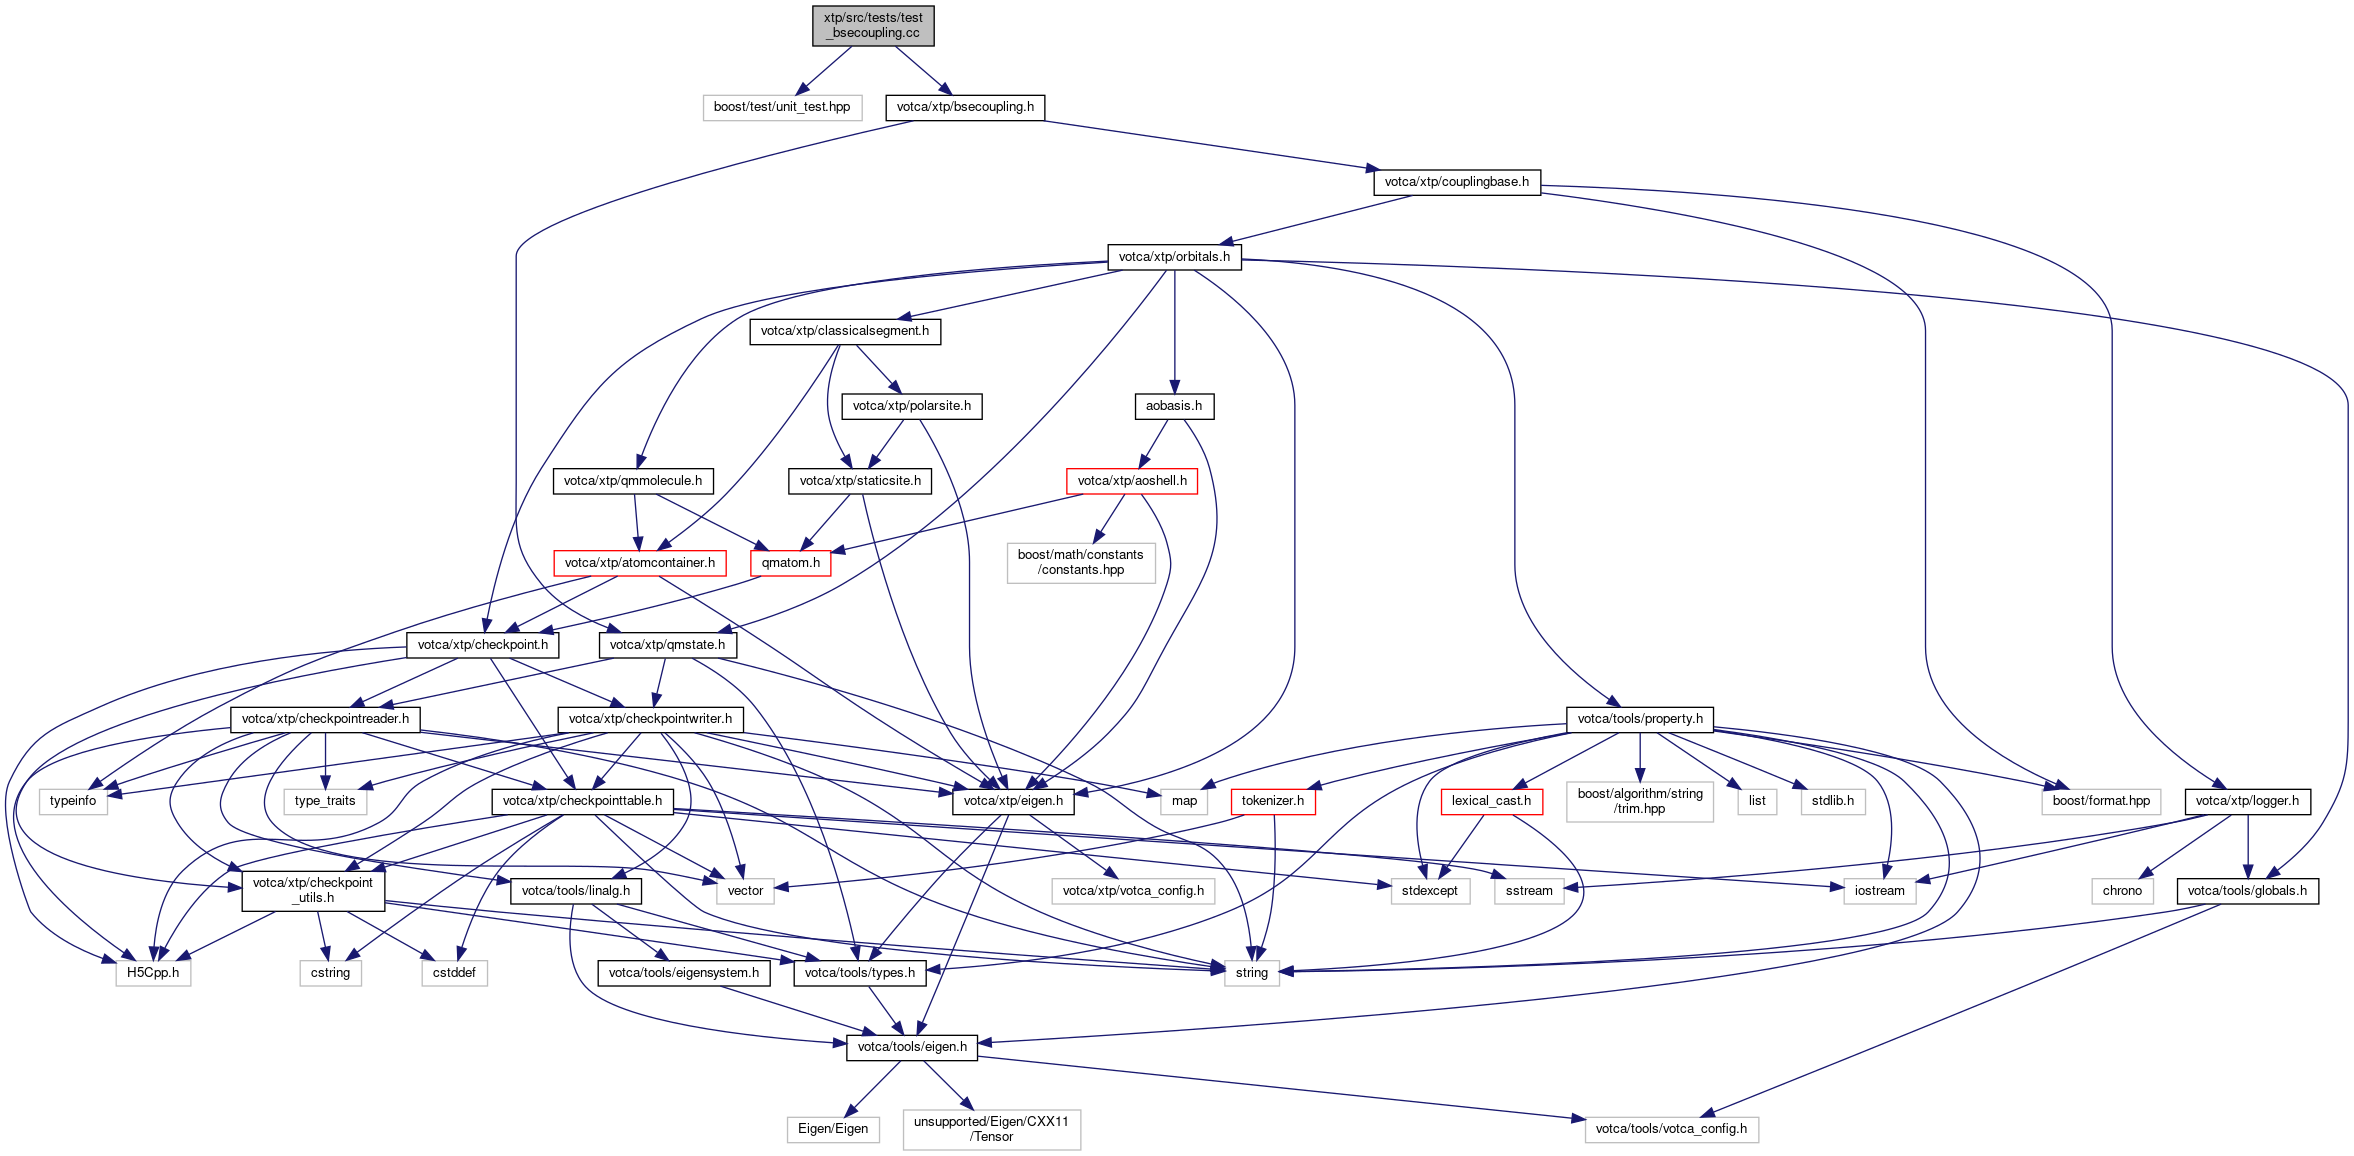 xtp/src/tests/test
_bsecoupling.cc
boost/test/unit_test.hpp
votca/xtp/bsecoupling.h
votca/xtp/couplingbase.h
votca/xtp/orbitals.h
votca/xtp/classicalsegment.h
votca/xtp/polarsite.h
aobasis.h
votca/xtp/qmmolecule.h
votca/xtp/staticsite.h
votca/xtp/aoshell.h
votca/xtp/atomcontainer.h
qmatom.h
boost/math/constants
/constants.hpp
votca/xtp/checkpoint.h
votca/xtp/qmstate.h
votca/xtp/checkpointreader.h
votca/xtp/checkpointwriter.h
votca/tools/property.h
typeinfo
type_traits
votca/xtp/checkpointtable.h
votca/xtp/eigen.h
map
tokenizer.h
lexical_cast.h
boost/algorithm/string
/trim.hpp
list
stdlib.h
boost/format.hpp
votca/xtp/logger.h
votca/xtp/checkpoint
_utils.h
votca/tools/linalg.h
vector
votca/xtp/votca_config.h
stdexcept
sstream
iostream
chrono
votca/tools/globals.h
H5Cpp.h
cstring
cstddef
votca/tools/eigensystem.h
votca/tools/types.h
string
votca/tools/eigen.h
Eigen/Eigen
unsupported/Eigen/CXX11
/Tensor
votca/tools/votca_config.h